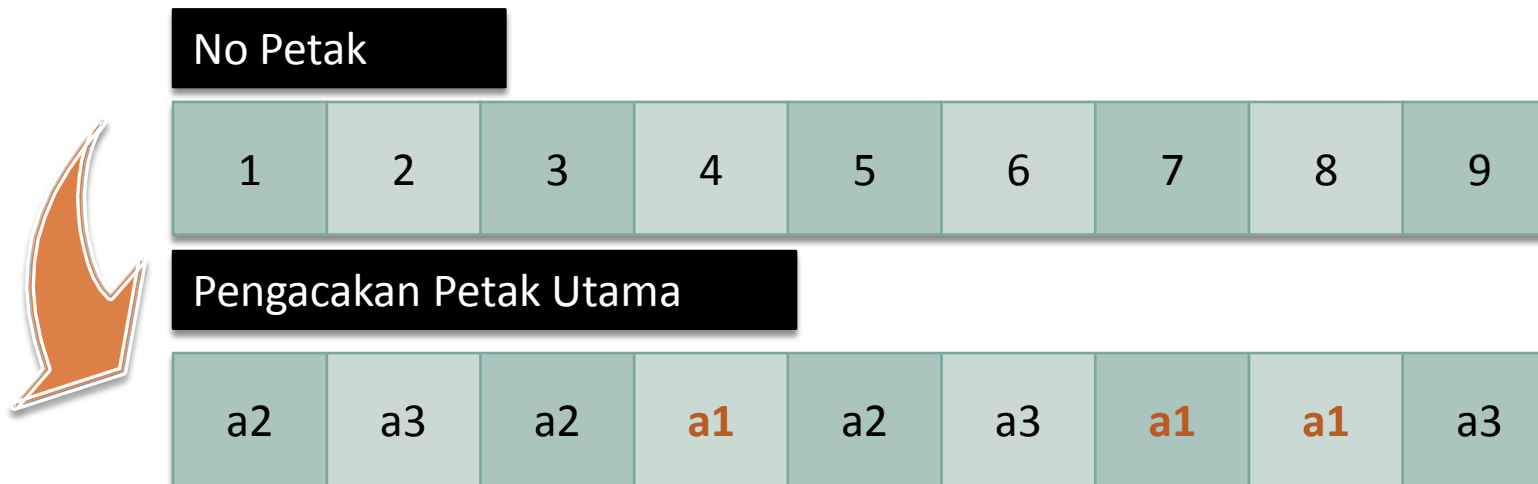 No Petak
1 2 3 4 5 6 7 8 9
Pengacakan Petak Utama
a2 a3 a2 a1 a2 a3 a1 a1 a3